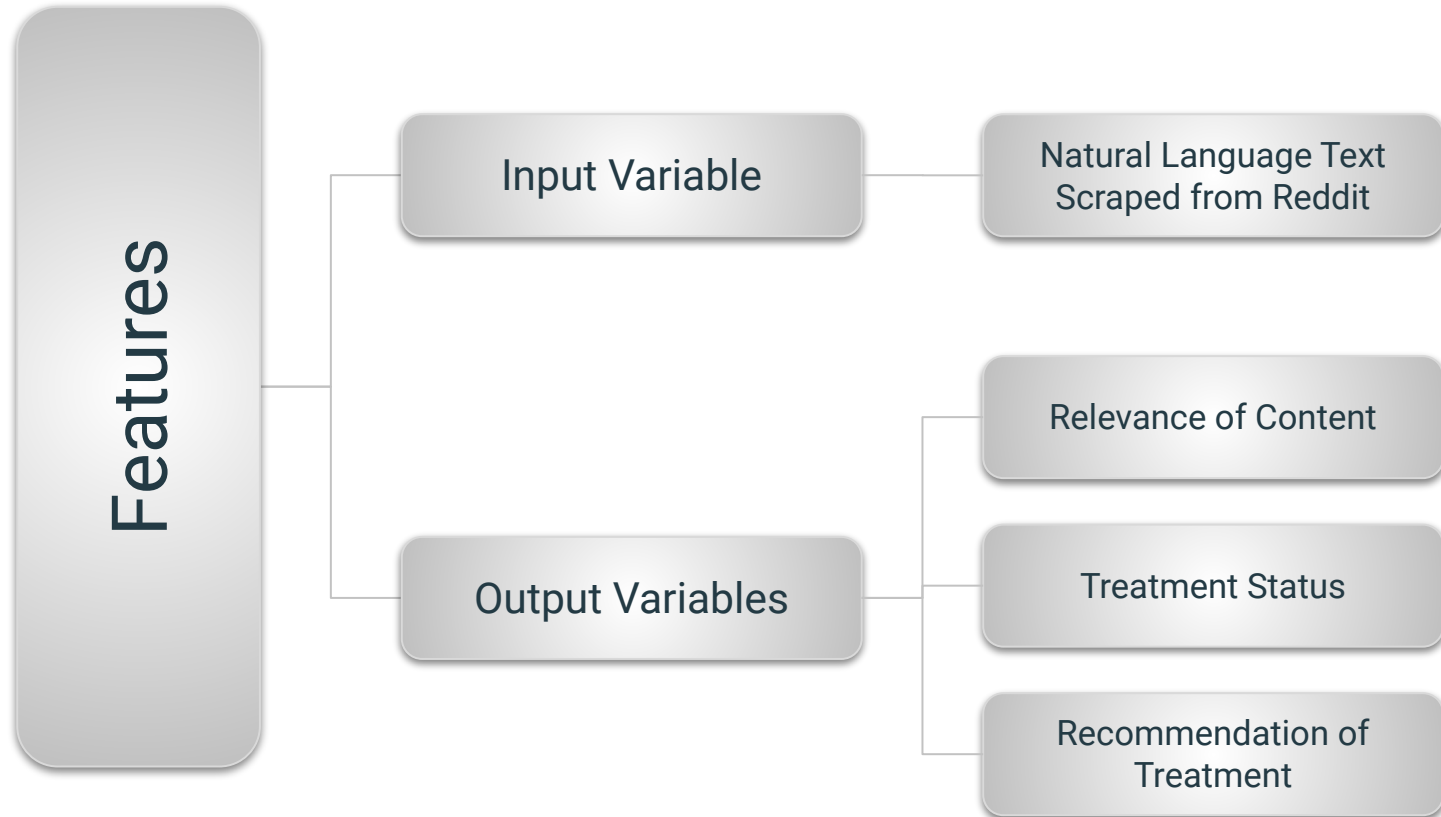 Features
Input Variable
Natural Language Text
Scraped from Reddit
Output Variables
Relevance of Content
Treatment Status
Recommendation of
Treatment